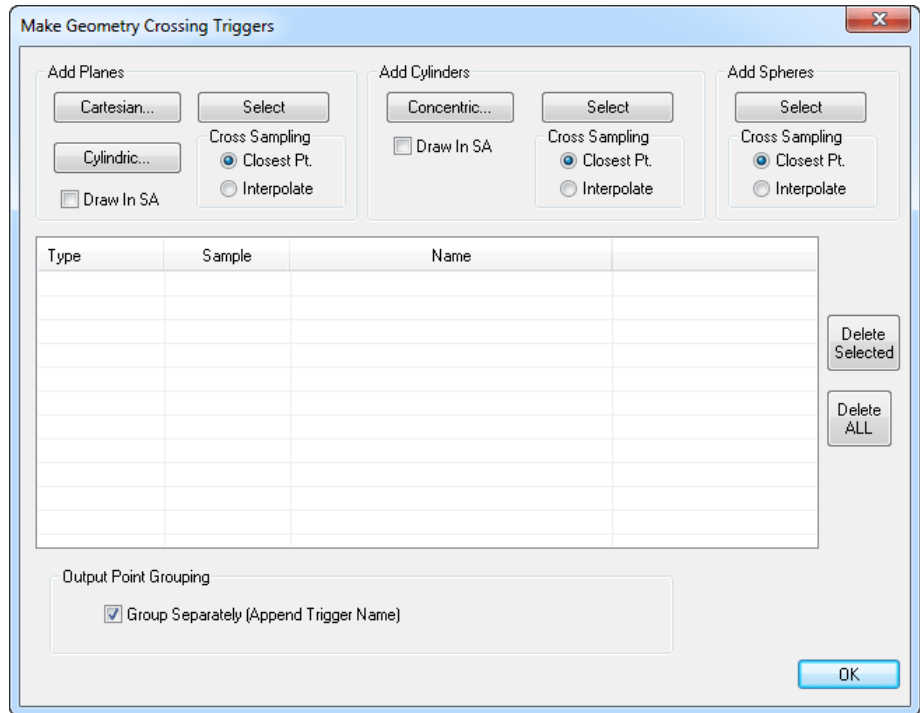 Make Geometry Crossing Triggers
Add Planes
Cartesian...
Select
Cylindric...
Cross Sampling
Closest Pt.
Interpolate
Draw In SA
Add Cylinders
Concentric...
Select
Draw In SA
Cross Sampling
Closest Pt.
Interpolate
Add Spheres
Select
Cross Sampling
Closest Pt.
Interpolate
Type Sample Name
Delete
Selected
Delete
ALL
Output Point Grouping
Group Separately (Append Trigger Name)
OK